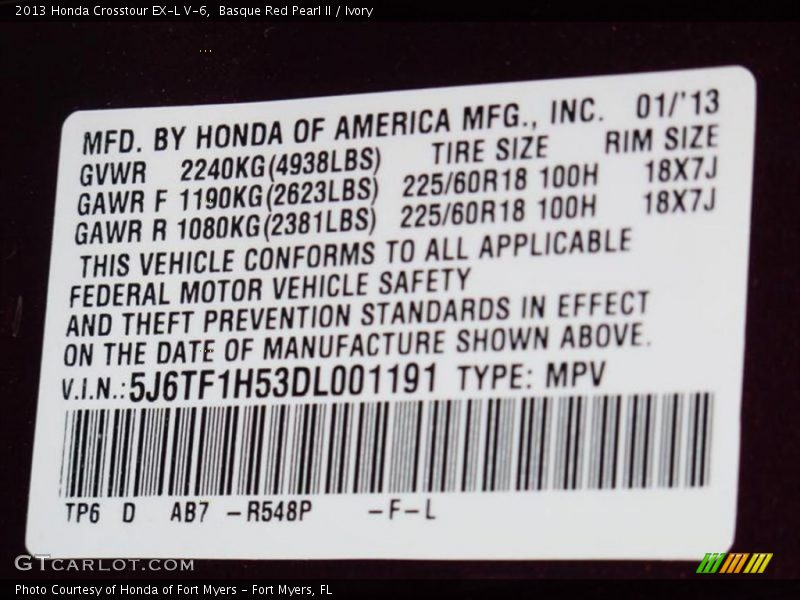 2013 Honda Crosstour EX-L V-6,  Basque Red Pearl II / Ivory
MFD. BY HONDA OF AMERICA MFG., INC. 01/'13
GVWR 2240KG(4938LBS) TIRE SIZE RIM SIZE
GAWR F 1190KG(2623LBS) 225/60R18 100H 18X7J
GAWR R 1080KG(2381LBS) 225/60R18 100H 18X7J
THIS VEHICLE CONFORMS TO ALL APPLICABLE
FEDERAL MOTOR VEHICLE SAFETY
AND THEFT PREVENTION STANDARDS IN EFFECT
ON THE DATE OF MANUFACTURE SHOWN ABOVE.
V.I.N.:5J6TF1H53DL001191 TYPE: MPV
TP6 D AB7 -R548P -F-L
GTCARLOT.COM
Photo Courtesy of Honda of Fort Myers - Fort Myers, FL